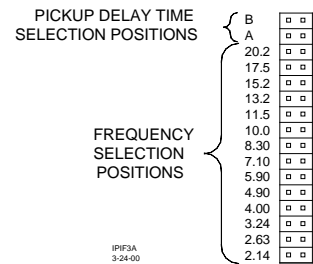 PICKUP DELAY TIME
SELECTION POSITIONS
B
A
20.2
17.5
15.2
13.2
11.5
10.0
8.30
7.10
5.90
4.90
4.00
3.24
2.63
2.14
FREQUENCY
SELECTION
POSITIONS
IPIF3A
3-24-00